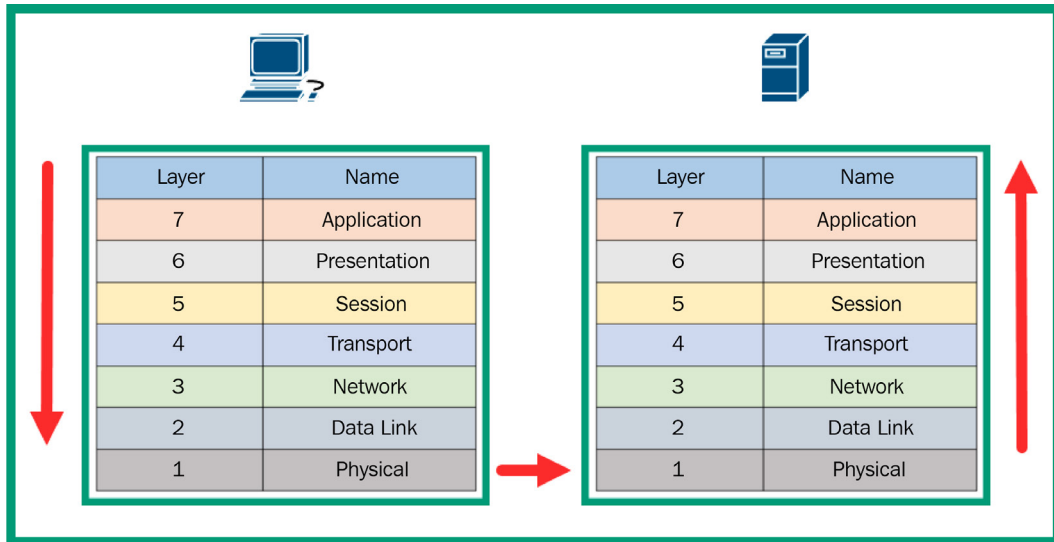 Layer Name
7 Application
6 Presentation
5 Session
4 Transport
3 Network
2 Data Link
1 Physical
Layer Name
7 Application
6 Presentation
5 Session
4 Transport
3 Network
2 Data Link
1 Physical